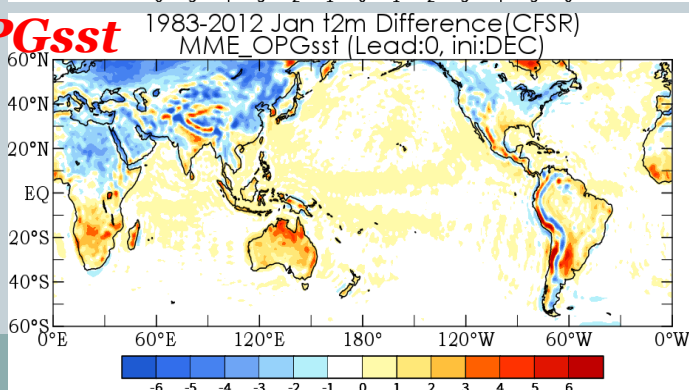 PGsst
1983-2012 Jan t2m Difference(CFSR)
MME_OPGsst (Lead:0, ini:DEC)
60°N
40°N
20°N
EQ
20°S
40°S
60°S
0°E 60°E 120°E 180° 120°W 60°W 0°W
-6 -5 -4 -3 -2 -1 0 1 2 3 4 5 6